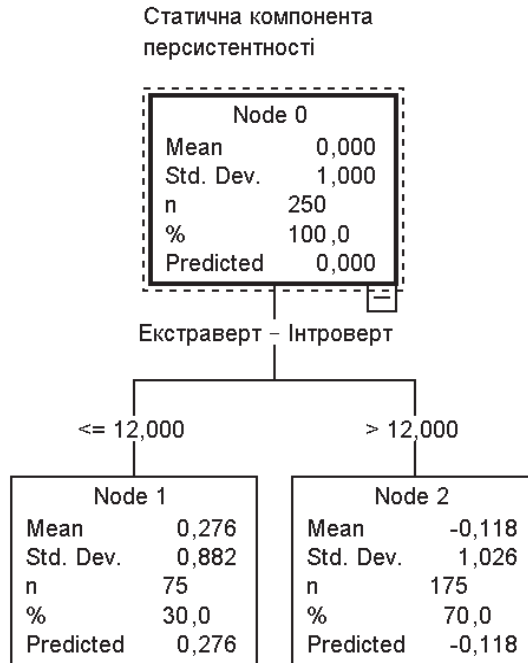 Статична компонента
персистентності
Node 0
Mean 0,000
Std. Dev. 1,000
n 250
% 100,0
Predicted 0,000
Екстраверт – Інтроверт
<= 12,000
> 12,000
Node 1
Mean 0,276
Std. Dev. 0,882
n 75
% 30,0
Predicted 0,276
Node 2
Mean -0,118
Std. Dev. 1,026
n 175
% 70,0
Predicted -0,118